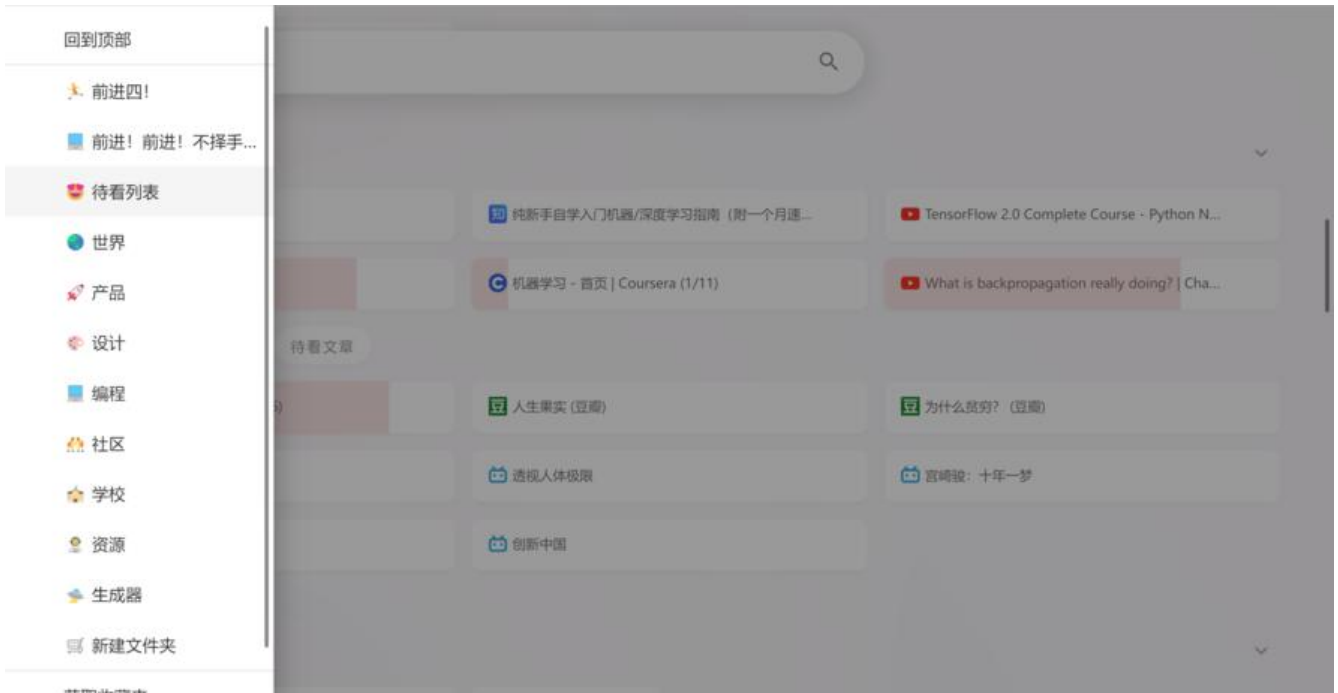 回到顶部
前进四！
前进！前进！不择手...
待看列表
世界
产品
设计
编程
社区
学校
资源
生成器
新建文件夹
知 纯新手自学入门机器/深度学习指南（附一个月速...
TensorFlow 2.0 Complete Course - Python N...
机器学习 - 首页 | Coursera (1/11)
What is backpropagation really doing? | Cha...
待看文章
豆 人生果实 (豆瓣)
豆 为什么贫穷？ (豆瓣)
透视人体极限
宫崎骏：十年一梦
创新中国